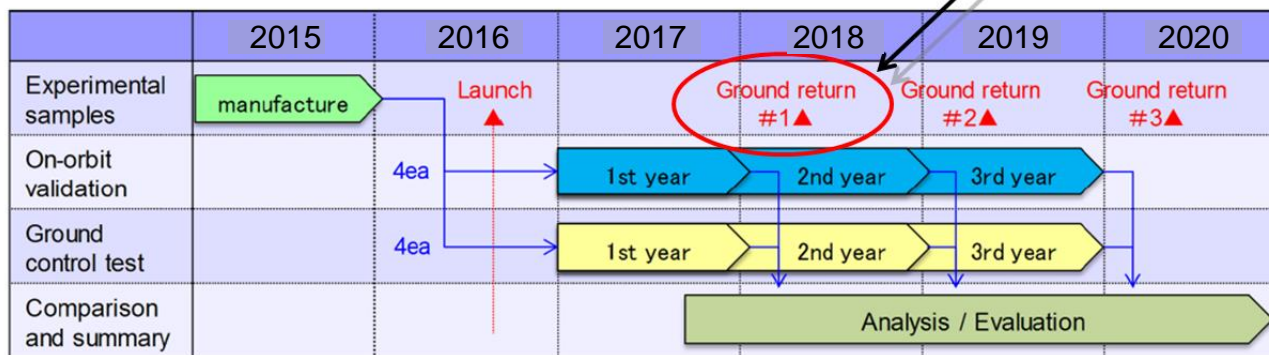 2015 2016 2017 2018 2019 2020
Experimental
samples
manufacture
Launch
▲
Ground return
#1▲
Ground return
#2▲
Ground return
#3▲
On-orbit
validation
4ea
1st year
2nd year
3rd year
Ground
control test
4ea
1st year
2nd year
3rd year
Comparison
and summary
Analysis / Evaluation